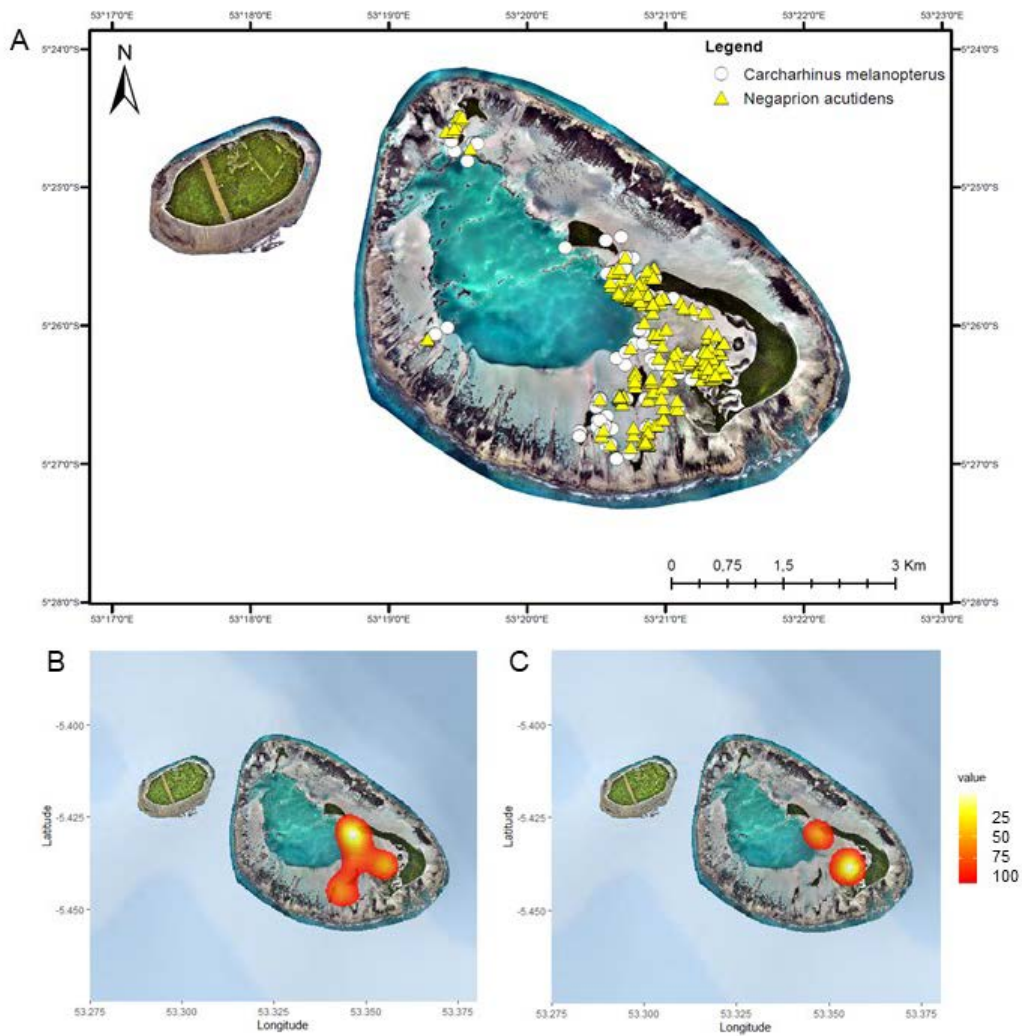 53°17'0"E 53°18'0"E 53°19'0"E 53°20'0"E 53°21'0"E 53°22'0"E 53°23'0"E
A
5°24'0"S 5°24'0"S
N
Legend
Carcharhinus melanopterus
Negaprion acutidens
5°25'0"S 5°25'0"S
5°26'0"S 5°26'0"S
5°27'0"S 5°27'0"S
0 0,75 1,5 3 Km
5°28'0"S 5°28'0"S
53°17'0"E 53°18'0"E 53°19'0"E 53°20'0"E 53°21'0"E 53°22'0"E 53°23'0"E
B
-5.400
-5.425
-5.450
Latitude
53.275 53.300 53.325 53.350 53.375
Longitude
C
-5.400
-5.425
-5.450
Latitude
53.275 53.300 53.325 53.350 53.375
Longitude
value
25
50
75
100